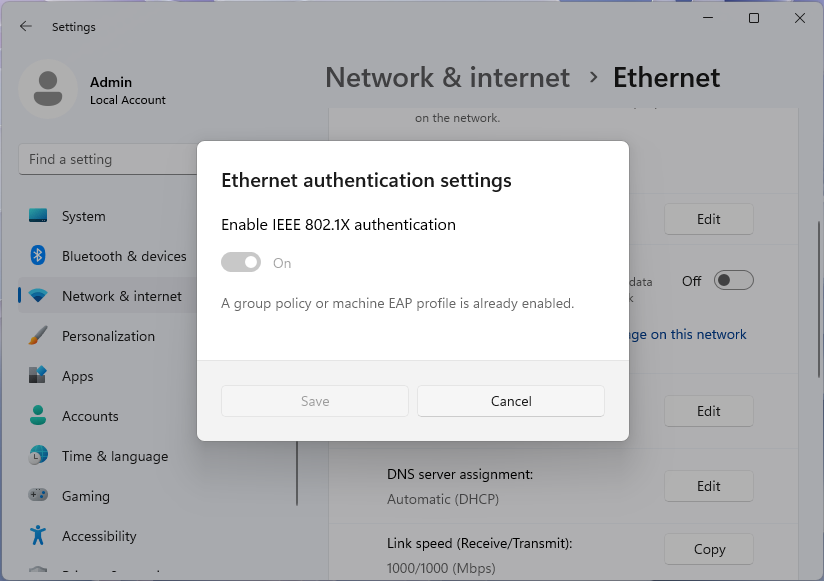 Settings
Admin
Local Account
Find a setting
System
Bluetooth & devices
Network & internet
Personalization
Apps
Accounts
Time & language
Gaming
Accessibility
Network & internet › Ethernet
on the network.
Edit
data
Off
on this network
Edit
DNS server assignment:
Automatic (DHCP)
Edit
Link speed (Receive/Transmit):
1000/1000 (Mbps)
Copy
Ethernet authentication settings
Enable IEEE 802.1X authentication
On
A group policy or machine EAP profile is already enabled.
Save
Cancel